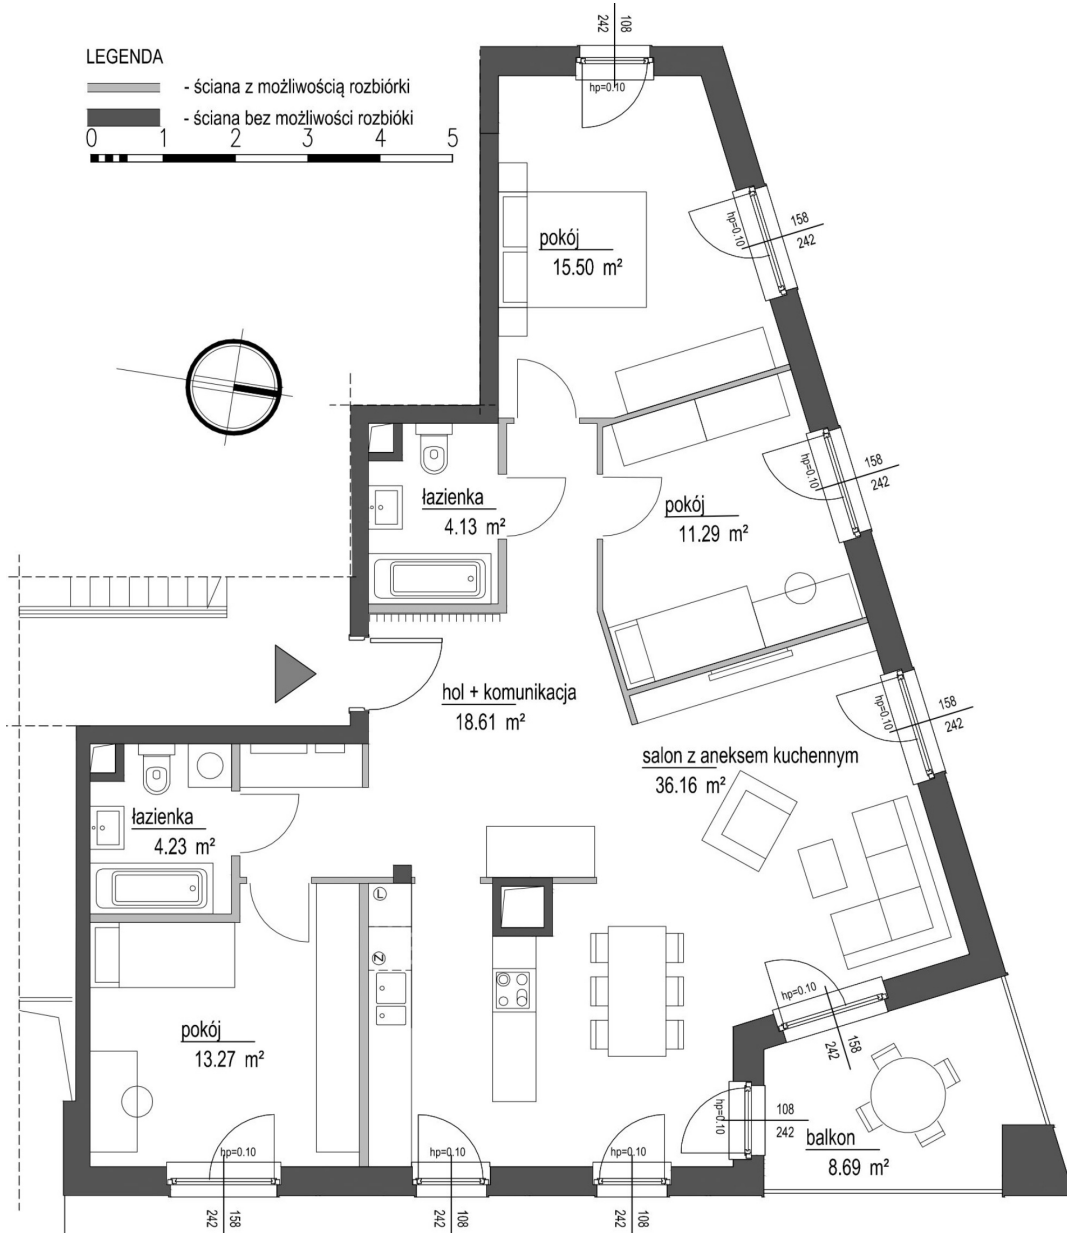 LEGENDA
- ściana z możliwością rozbiórki
- ściana bez możliwości rozbióki
0 1 2 3 4 5
242 108
hp=0.10
158
242
hp=0.10
pokój
15.50 m²
158
242
hp=0.10
łazienka
4.13 m²
pokój
11.29 m²
hol + komunikacja
18.61 m²
158
242
hp=0.10
salon z aneksem kuchennym
36.16 m²
łazienka
4.23 m²
L
Z
hp=0.10
242 158
pokój
13.27 m²
108
242
hp=0.10
balkon
8.69 m²
hp=0.10
hp=0.10
hp=0.10
242 158
242 108
242 108